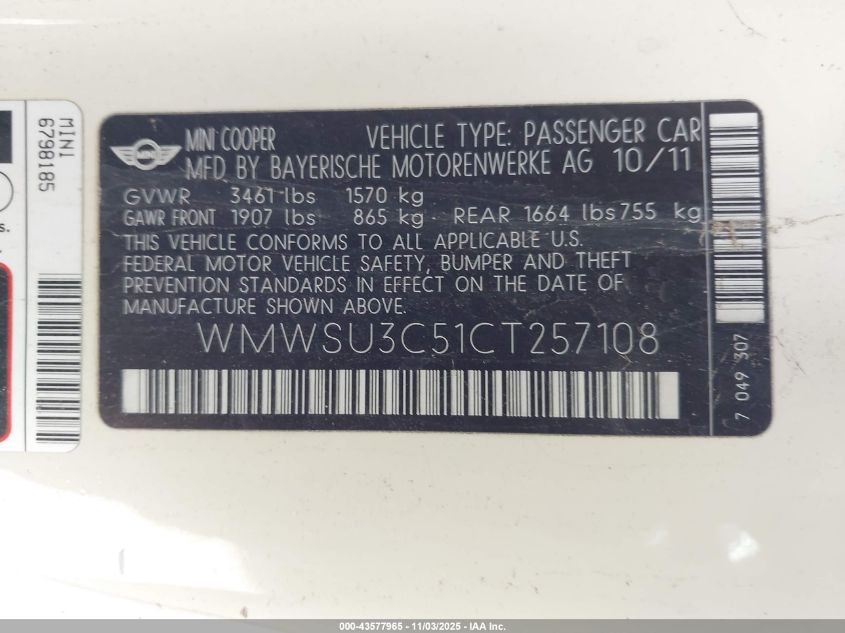 MINI
6798185
s.
MINI
MINI COOPER VEHICLE TYPE: PASSENGER CAR
MFD BY BAYERISCHE MOTORENWERKE AG 10/11
GVWR 3461 lbs 1570 kg
GAWR FRONT 1907 lbs 865 kg REAR 1664 lbs 755 kg
THIS VEHICLE CONFORMS TO ALL APPLICABLE U.S.
FEDERAL MOTOR VEHICLE SAFETY, BUMPER AND THEFT
PREVENTION STANDARDS IN EFFECT ON THE DATE OF
MANUFACTURE SHOWN ABOVE.
WMWSU3C51CT257108
7 049 307
000-43577965 - 11/03/2025 - IAA Inc.